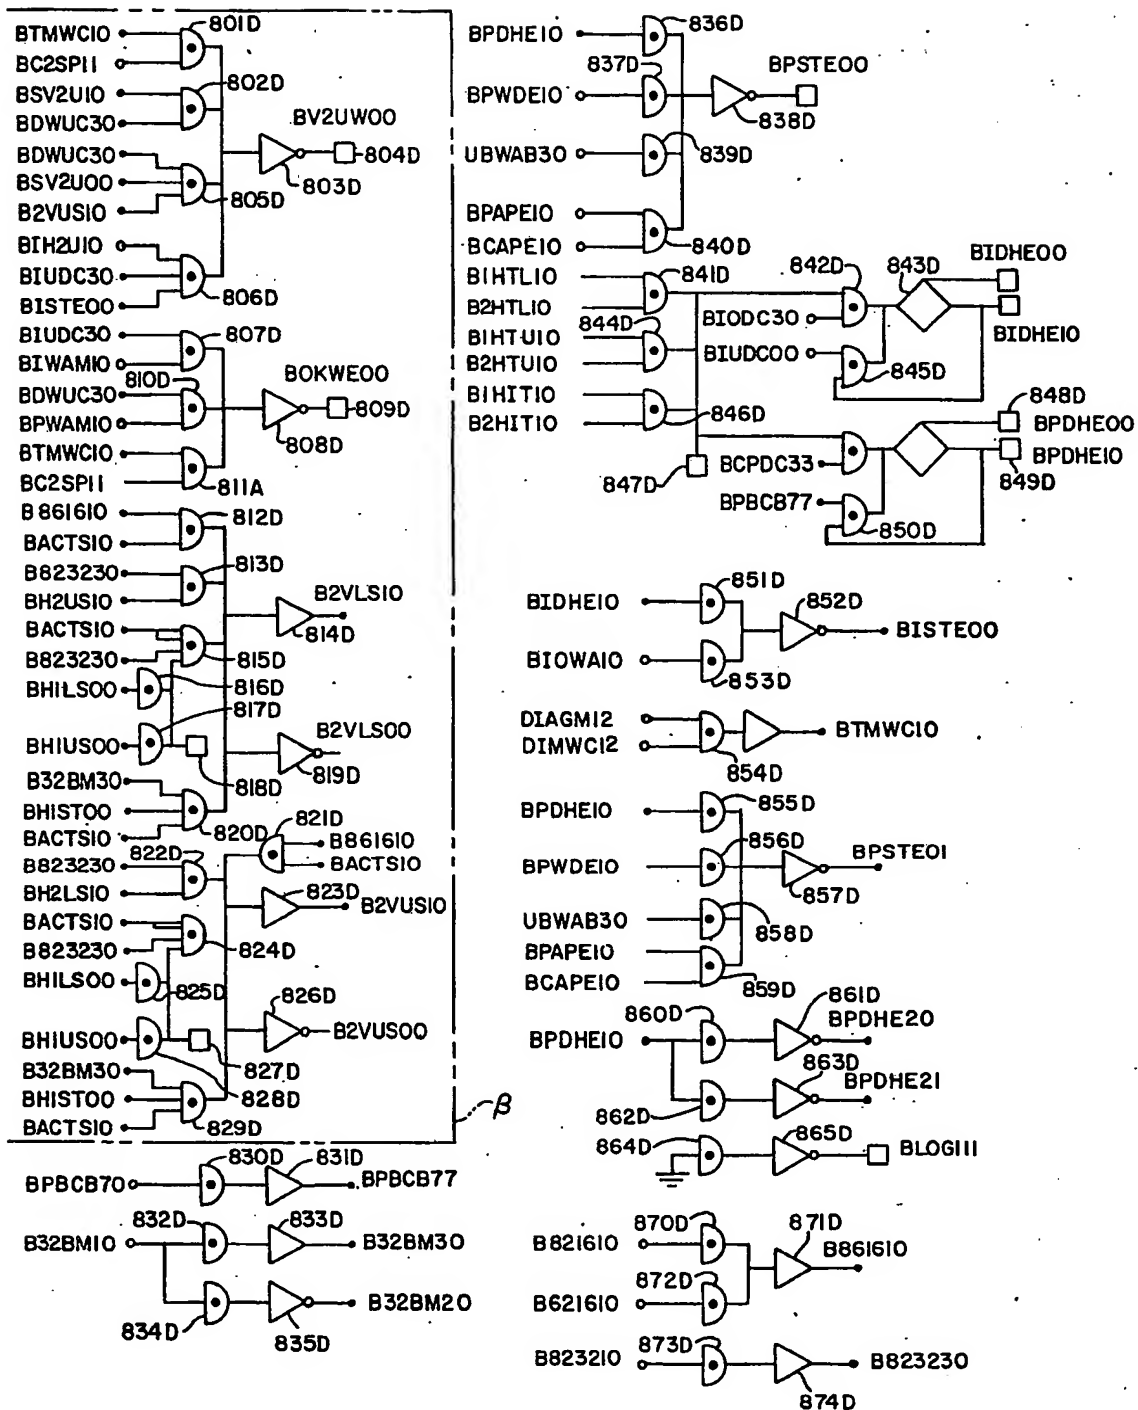 BTMWC10
801D
BC2SP11
BSV2U10
802D
BDWUC30
BV2UW00
BDWUC30
804D
BSV2U00
803D
B2VUS10
805D
BIH2U10
BIUDC30
BISTE00
806D
BIUDC30
807D
BIWAM10
810D
BOKWE00
BDWUC30
809D
BPWAM10
808D
BTMWC10
BC2SP11
811A
B861610
812D
BACTS10
B823230
813D
BH2US10
B2VLS10
BACTS10
814D
B823230
815D
BHILS00
816D
817D
B2VLS00
BHIUS00
818D
819D
B32BM30
BHIST00
821D
BACTS10
820D
B861610
822D
BACTS10
B823230
823D
BH2LS10
B2VUS10
BACTS10
B823230
824D
BHILS00
825D
826D
BHIUS00
B2VUS00
827D
B32BM30
828D
BHIST00
829D
BACTS10
β
830D
831D
BPBCB70
BPBCB77
832D
833D
B32BM10
B32BM30
834D
835D
B32BM20
BPDHE10
836D
837D
BPSTE00
BPWDE10
838D
UBWAB30
839D
BPAPE10
BCAPE10
840D
B1HTL10
841D
842D
843D
BIDHE00
B2HTL10
844D
BIODC30
BIDHE10
B1HTU10
BIUDC00
B2HTU10
845D
B1HIT10
846D
848D
B2HIT10
BPDHE00
BCPDC33
BPDHE10
847D
849D
BPBCB77
850D
851D
BIDHE10
852D
BISTE00
BIOWA10
853D
DIAGM12
DIMWC12
BTMWC10
854D
BPDHE10
855D
856D
BPWDE10
BPSTE01
857D
UBWAB30
858D
BPAPE10
BCAPE10
859D
860D
861D
BPDHE10
BPDHE20
863D
BPDHE21
862D
864D
865D
BLOG111
870D
871D
B821610
B861610
872D
B621610
873D
B823210
B823230
874D